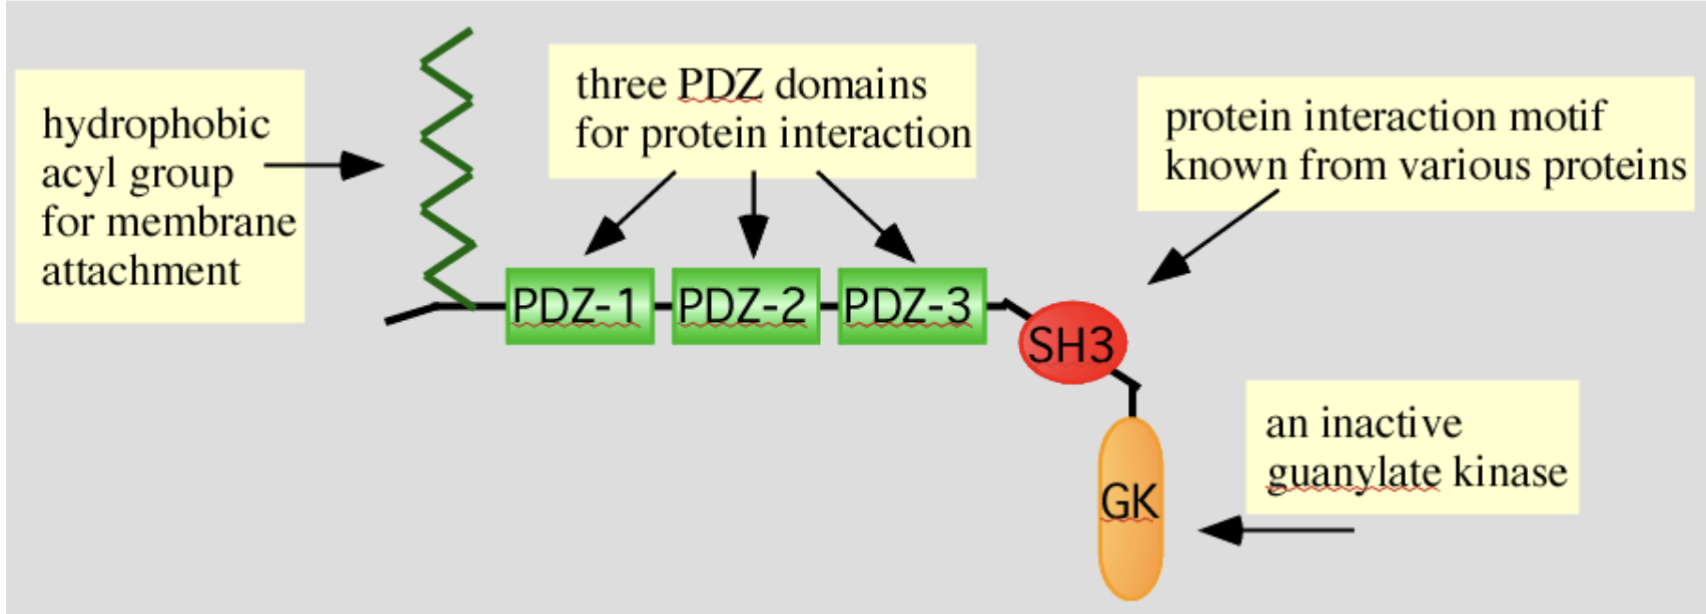 hydrophobic
acyl group
for membrane
attachment
three PDZ domains
for protein interaction
protein interaction motif
known from various proteins
PDZ-1
PDZ-2
PDZ-3
SH3
an inactive
guanylate kinase
GK